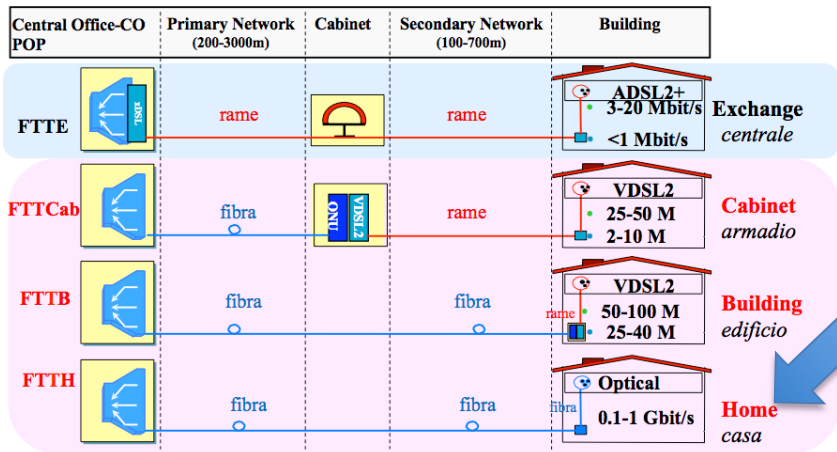 Central Office-CO
POP
Primary Network
(200-3000m)
Cabinet
Secondary Network
(100-700m)
Building
FTTE
xDSL
rame
rame
ADSL2+
3-20 Mbit/s
<1 Mbit/s
Exchange
centrale
FTTCab
fibra
ONU
VDSL2
rame
VDSL2
25-50 M
2-10 M
Cabinet
armadio
FTTB
fibra
fibra
rame
VDSL2
50-100 M
25-40 M
Building
edificio
FTTH
fibra
fibra
fibra
Optical
0.1-1 Gbit/s
Home
casa